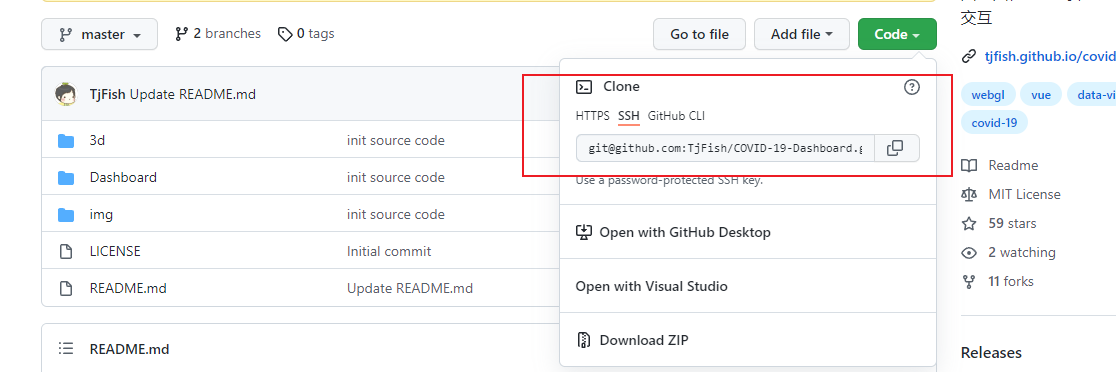 master
2 branches
0 tags
Go to file
Add file
Code
TjFish Update README.md
3d
init source code
Dashboard
init source code
img
init source code
LICENSE
Initial commit
README.md
Update README.md
README.md
Clone
HTTPS SSH GitHub CLI
git@github.com:TjFish/COVID-19-Dashboard.g
Use a password-protected SSH key.
Open with GitHub Desktop
Open with Visual Studio
Download ZIP
交互
tjfish.github.io/covid
webgl vue data-vi
covid-19
Readme
MIT License
59 stars
2 watching
11 forks
Releases